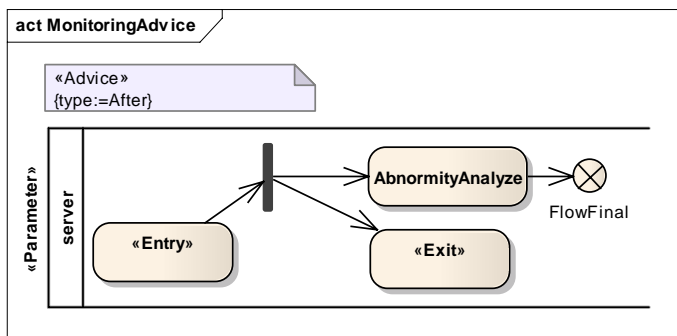 act MonitoringAdvice
«Advice»
{type:=After}
«Parameter»
server
AbnormityAnalyze
FlowFinal
«Entry»
«Exit»